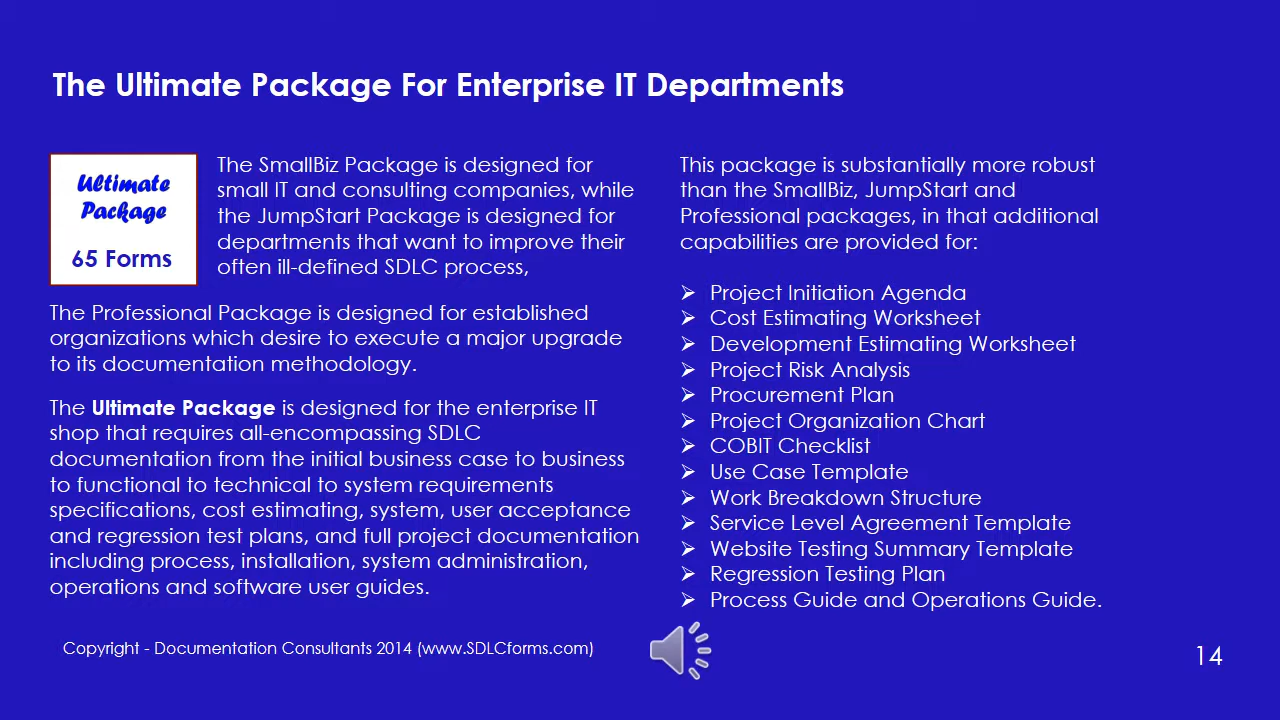 The Ultimate Package For Enterprise IT Departments
Ultimate
Package
65 Forms
The SmallBiz Package is designed for
small IT and consulting companies, while
the JumpStart Package is designed for
departments that want to improve their
often ill-defined SDLC process,
The Professional Package is designed for established
organizations which desire to execute a major upgrade
to its documentation methodology.
The Ultimate Package is designed for the enterprise IT
shop that requires all-encompassing SDLC
documentation from the initial business case to business
to functional to technical to system requirements
specifications, cost estimating, system, user acceptance
and regression test plans, and full project documentation
including process, installation, system administration,
operations and software user guides.
This package is substantially more robust
than the SmallBiz, JumpStart and
Professional packages, in that additional
capabilities are provided for:
➢ Project Initiation Agenda
➢ Cost Estimating Worksheet
➢ Development Estimating Worksheet
➢ Project Risk Analysis
➢ Procurement Plan
➢ Project Organization Chart
➢ COBIT Checklist
➢ Use Case Template
➢ Work Breakdown Structure
➢ Service Level Agreement Template
➢ Website Testing Summary Template
➢ Regression Testing Plan
➢ Process Guide and Operations Guide.
Copyright - Documentation Consultants 2014 (www.SDLCforms.com)
14